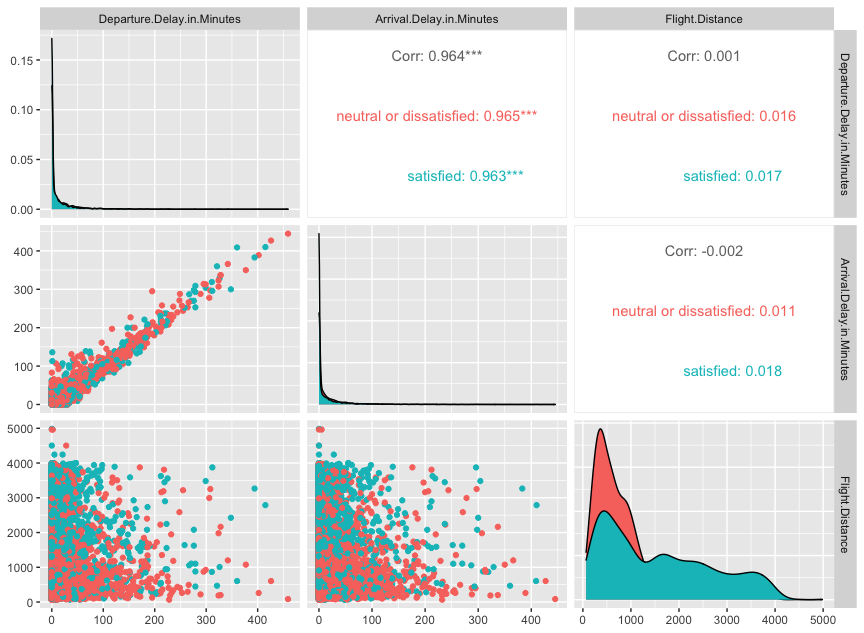 Departure.Delay.in.Minutes
Arrival.Delay.in.Minutes
Flight.Distance
0.15
0.10
0.05
0.00
Corr: 0.964***
neutral or dissatisfied: 0.965***
satisfied: 0.963***
Corr: 0.001
neutral or dissatisfied: 0.016
satisfied: 0.017
Departure.Delay.in.Minutes
400
300
200
100
0
Corr: -0.002
neutral or dissatisfied: 0.011
satisfied: 0.018
Arrival.Delay.in.Minutes
5000
4000
3000
2000
1000
0
Flight.Distance
0 100 200 300 400
0 100 200 300 400
0 1000 2000 3000 4000 5000